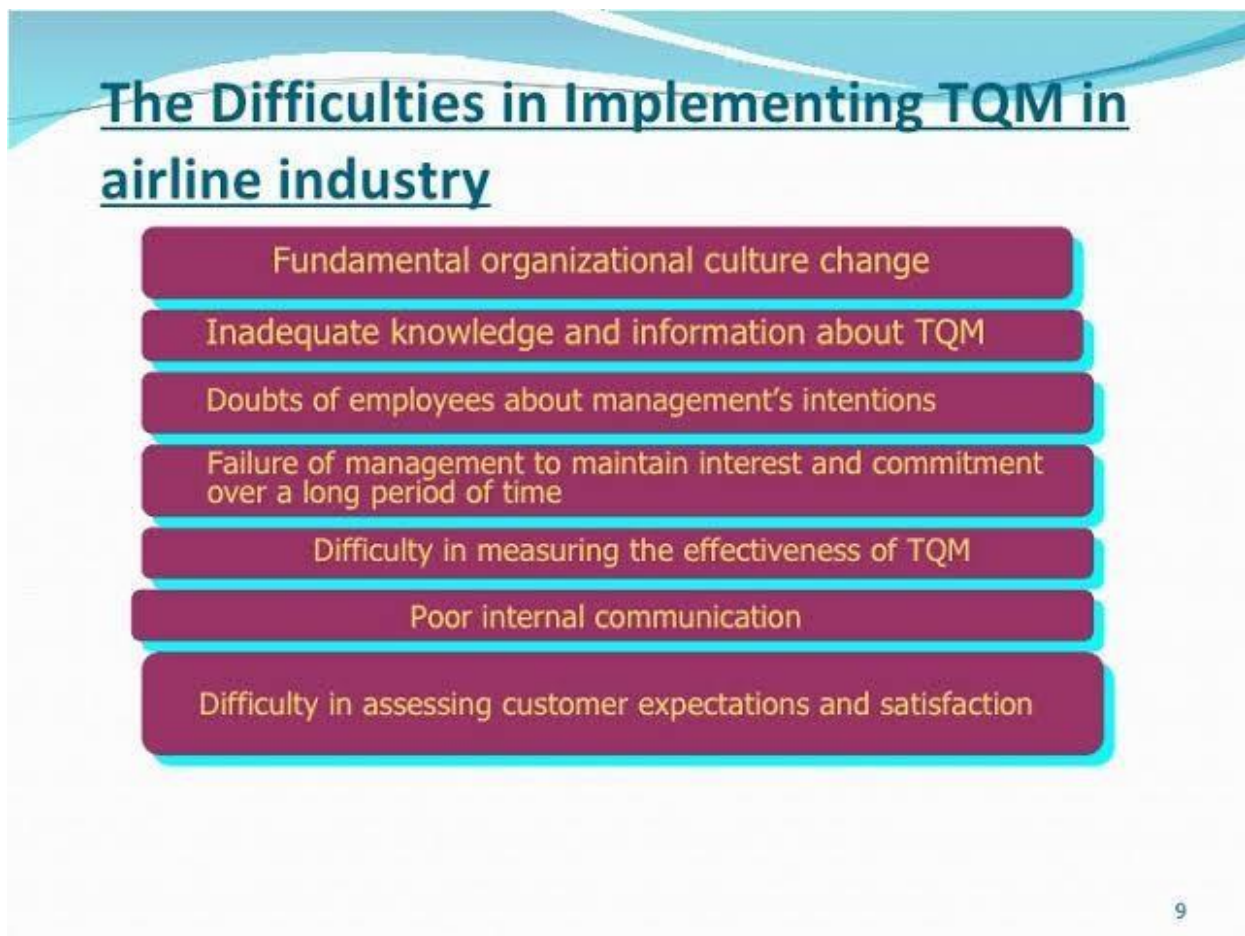 The Difficulties in Implementing TQM in
airline industry
Fundamental organizational culture change
Inadequate knowledge and information about TQM
Doubts of employees about management’s intentions
Failure of management to maintain interest and commitment
over a long period of time
Difficulty in measuring the effectiveness of TQM
Poor internal communication
Difficulty in assessing customer expectations and satisfaction
9